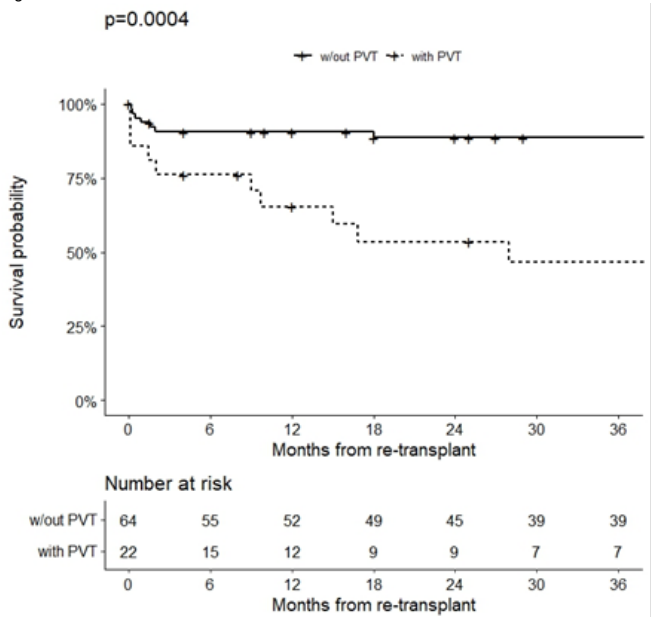 p=0.0004
w/out PVT with PVT
100%
75%
50%
25%
0%
Survival probability
0 6 12 18 24 30 36
Months from re-transplant
Number at risk
w/out PVT 64 55 52 49 45 39 39
with PVT 22 15 12 9 9 7 7
0 6 12 18 24 30 36
Months from re-transplant